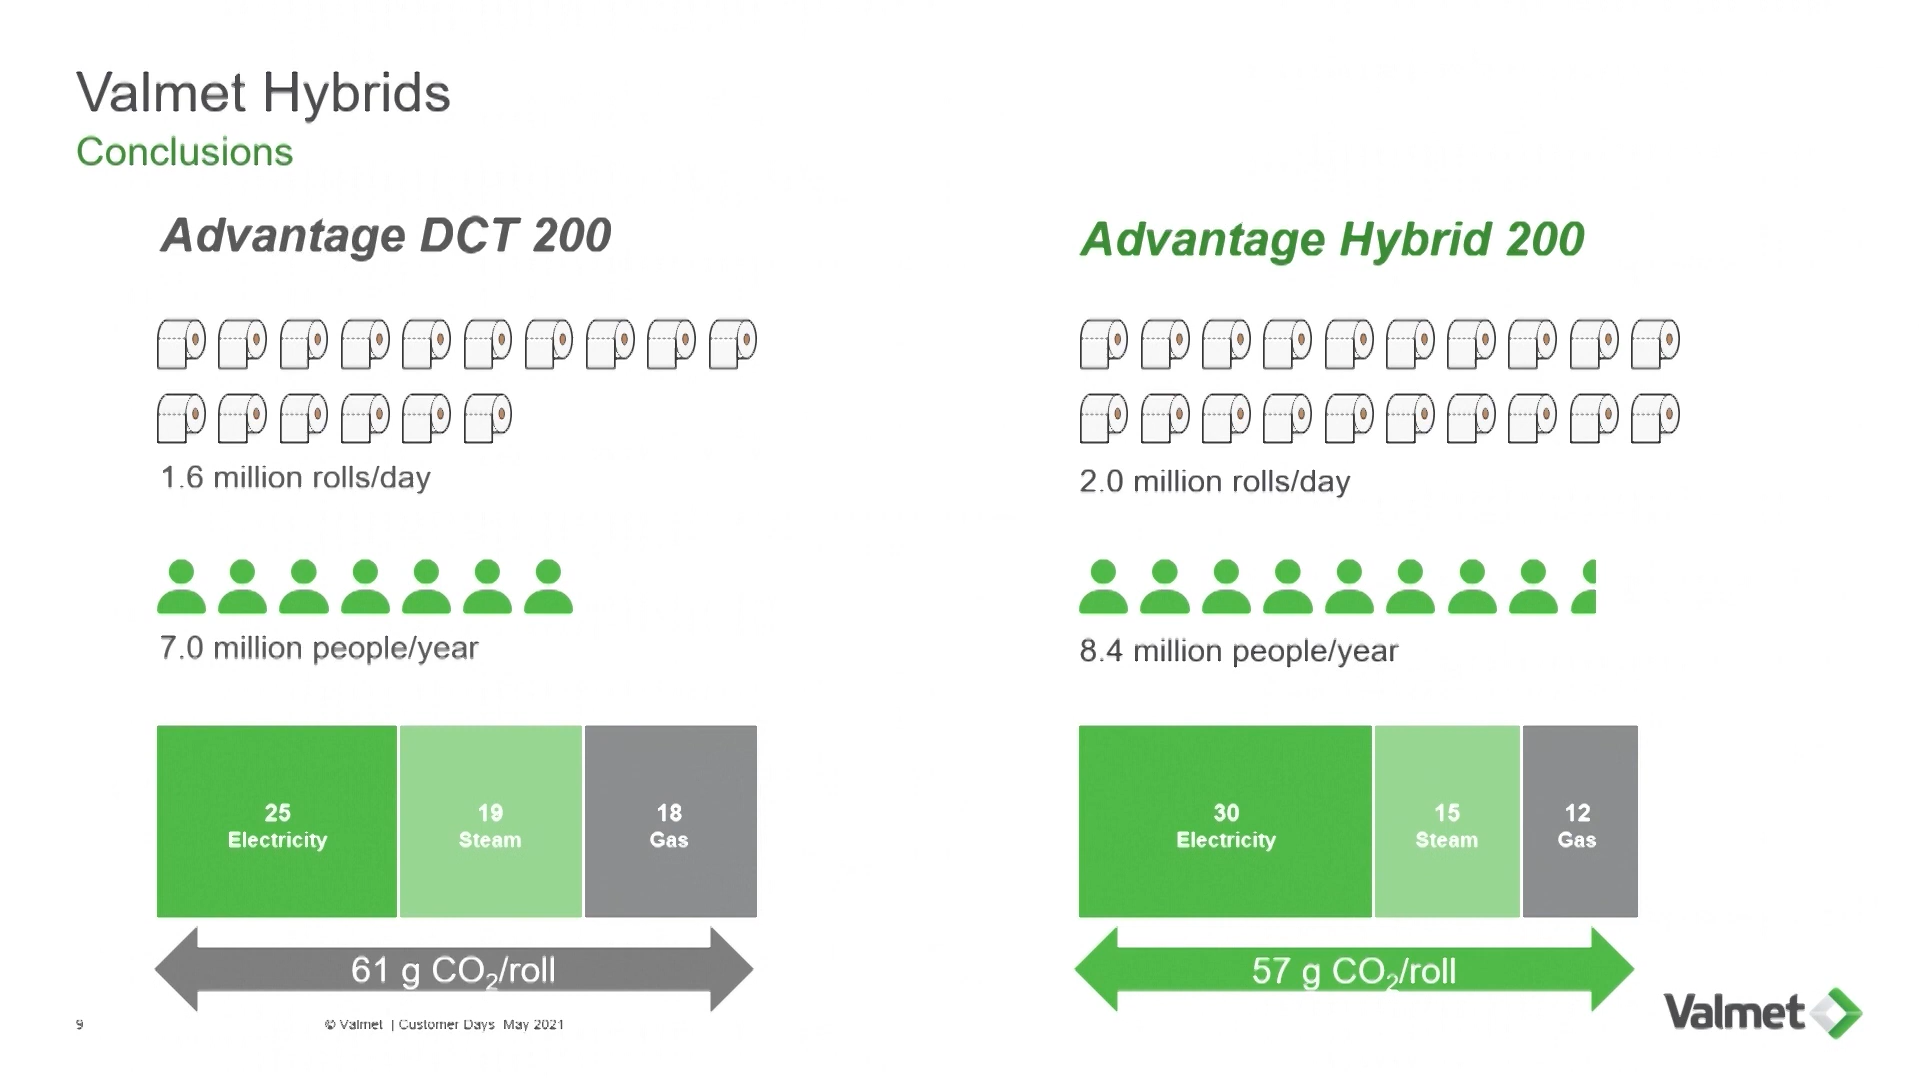 Valmet Hybrids
Conclusions
Advantage DCT 200
1.6 million rolls/day
7.0 million people/year
25
Electricity
19
Steam
18
Gas
61 g CO₂/roll
Advantage Hybrid 200
2.0 million rolls/day
8.4 million people/year
30
Electricity
15
Steam
12
Gas
57 g CO₂/roll
9
© Valmet | Customer Days May 2021
Valmet